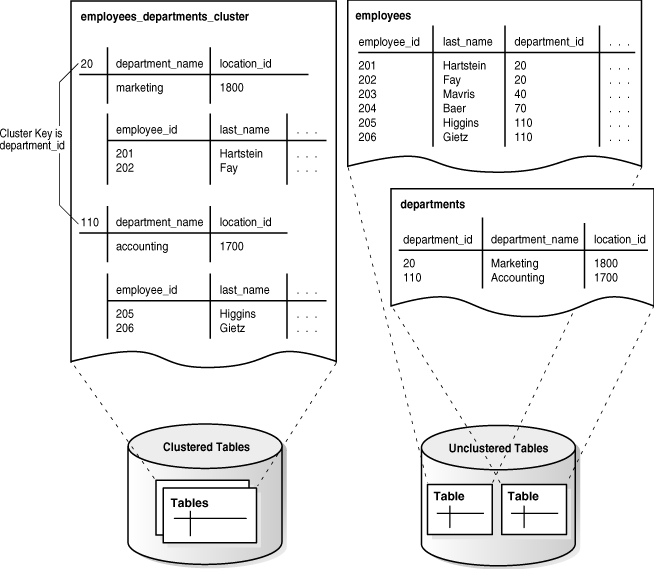 employees_departments_cluster
20 department_name location_id
marketing 1800
employee_id last_name . . .
201 Hartstein . . .
202 Fay . . .
Cluster Key is
department_id
110 department_name location_id
accounting 1700
employee_id last_name . . .
205 Higgins . . .
206 Gietz . . .
employees
employee_id last_name department_id . . .
201 Hartstein 20 . . .
202 Fay 20 . . .
203 Mavris 40 . . .
204 Baer 70 . . .
205 Higgins 110 . . .
206 Gietz 110 . . .
departments
department_id department_name location_id
20 Marketing 1800
110 Accounting 1700
Clustered Tables
Tables
Unclustered Tables
Table Table